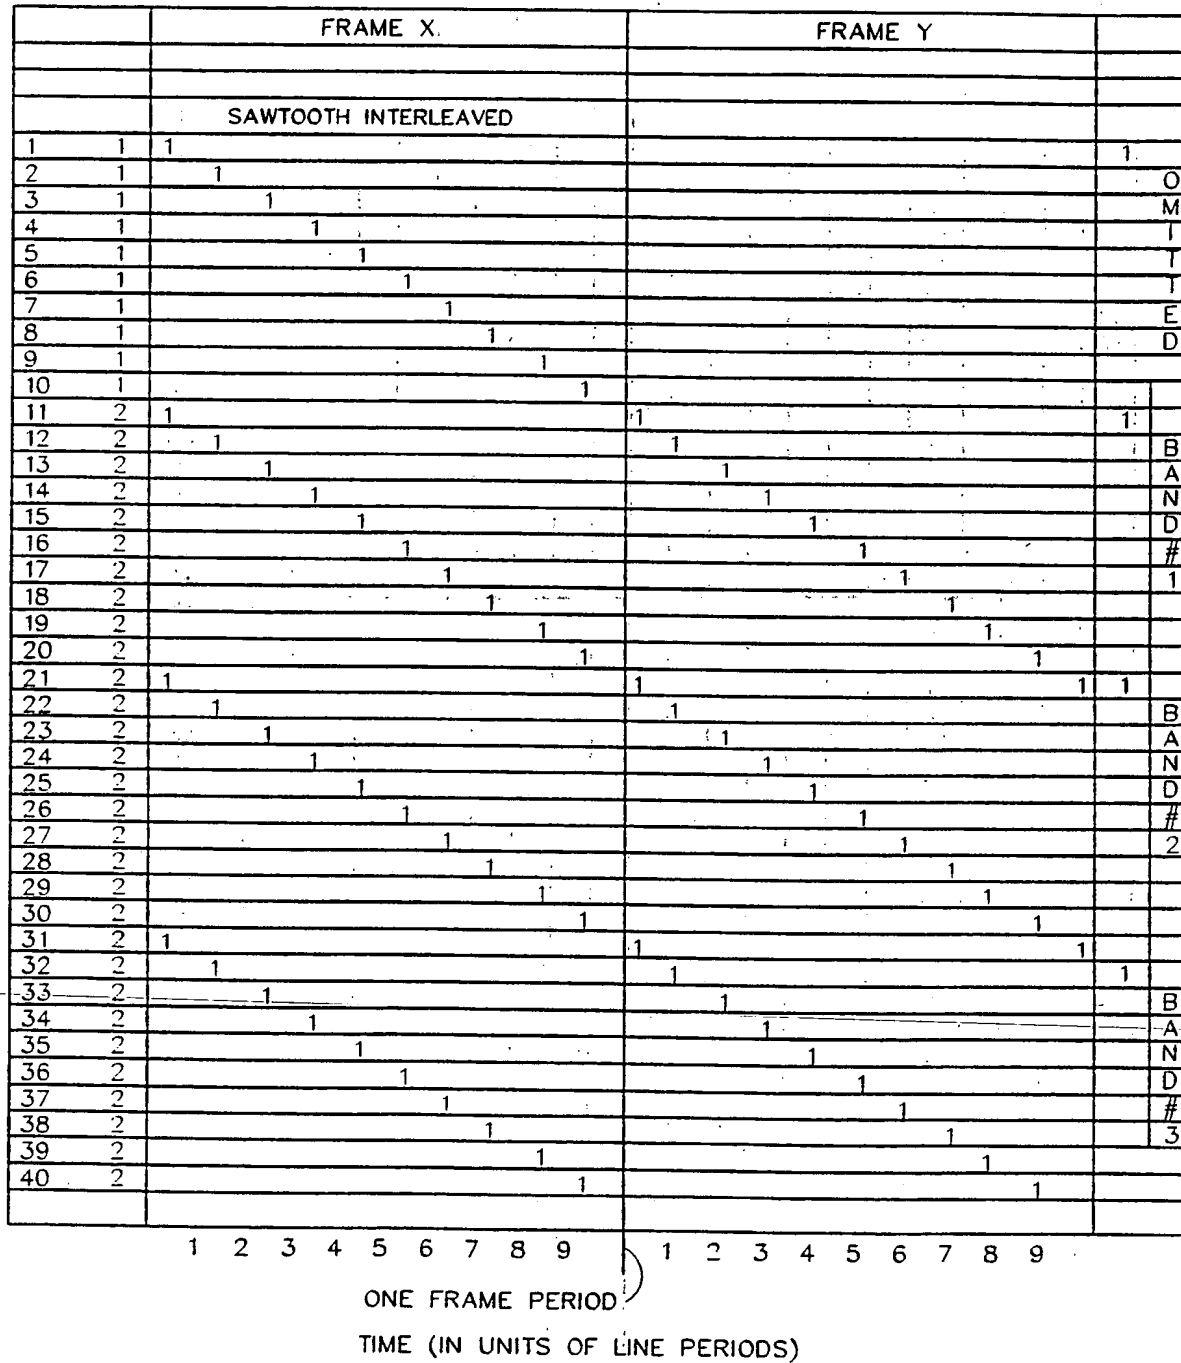 FRAME X. FRAME Y
SAWTOOTH INTERLEAVED
1 1 1 1
2 1 1 O
3 1 1 M
4 1 1 I
5 1 1 T
6 1 1 T
7 1 1 E
8 1 1 D
9 1 1
10 1 1
11 2 1 1 1
12 2 1 1 B
13 2 1 1 A
14 2 1 1 N
15 2 1 1 D
16 2 1 1 #
17 2 1 1 1
18 2 1 1
19 2 1 1
20 2 1 1
21 2 1 1 1 1
22 2 1 1 B
23 2 1 1 A
24 2 1 1 N
25 2 1 1 D
26 2 1 1 #
27 2 1 1 2
28 2 1 1
29 2 1 1
30 2 1 1
31 2 1 1 1
32 2 1 1 1
33 2 1 1 B
34 2 1 1 A
35 2 1 1 N
36 2 1 1 D
37 2 1 1 #
38 2 1 1 3
39 2 1 1
40 2 1 1
1 2 3 4 5 6 7 8 9 1 2 3 4 5 6 7 8 9
ONE FRAME PERIOD
TIME (IN UNITS OF LINE PERIODS)